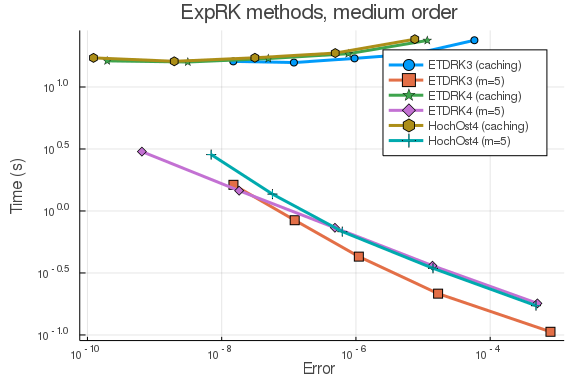 ExpRK methods, medium order
Time (s)
10^1.0
10^0.5
10^0.0
10^-0.5
10^-1.0
ETDRK3 (caching)
ETDRK3 (m=5)
ETDRK4 (caching)
ETDRK4 (m=5)
HochOst4 (caching)
HochOst4 (m=5)
10^-10
10^-8
10^-6
10^-4
Error